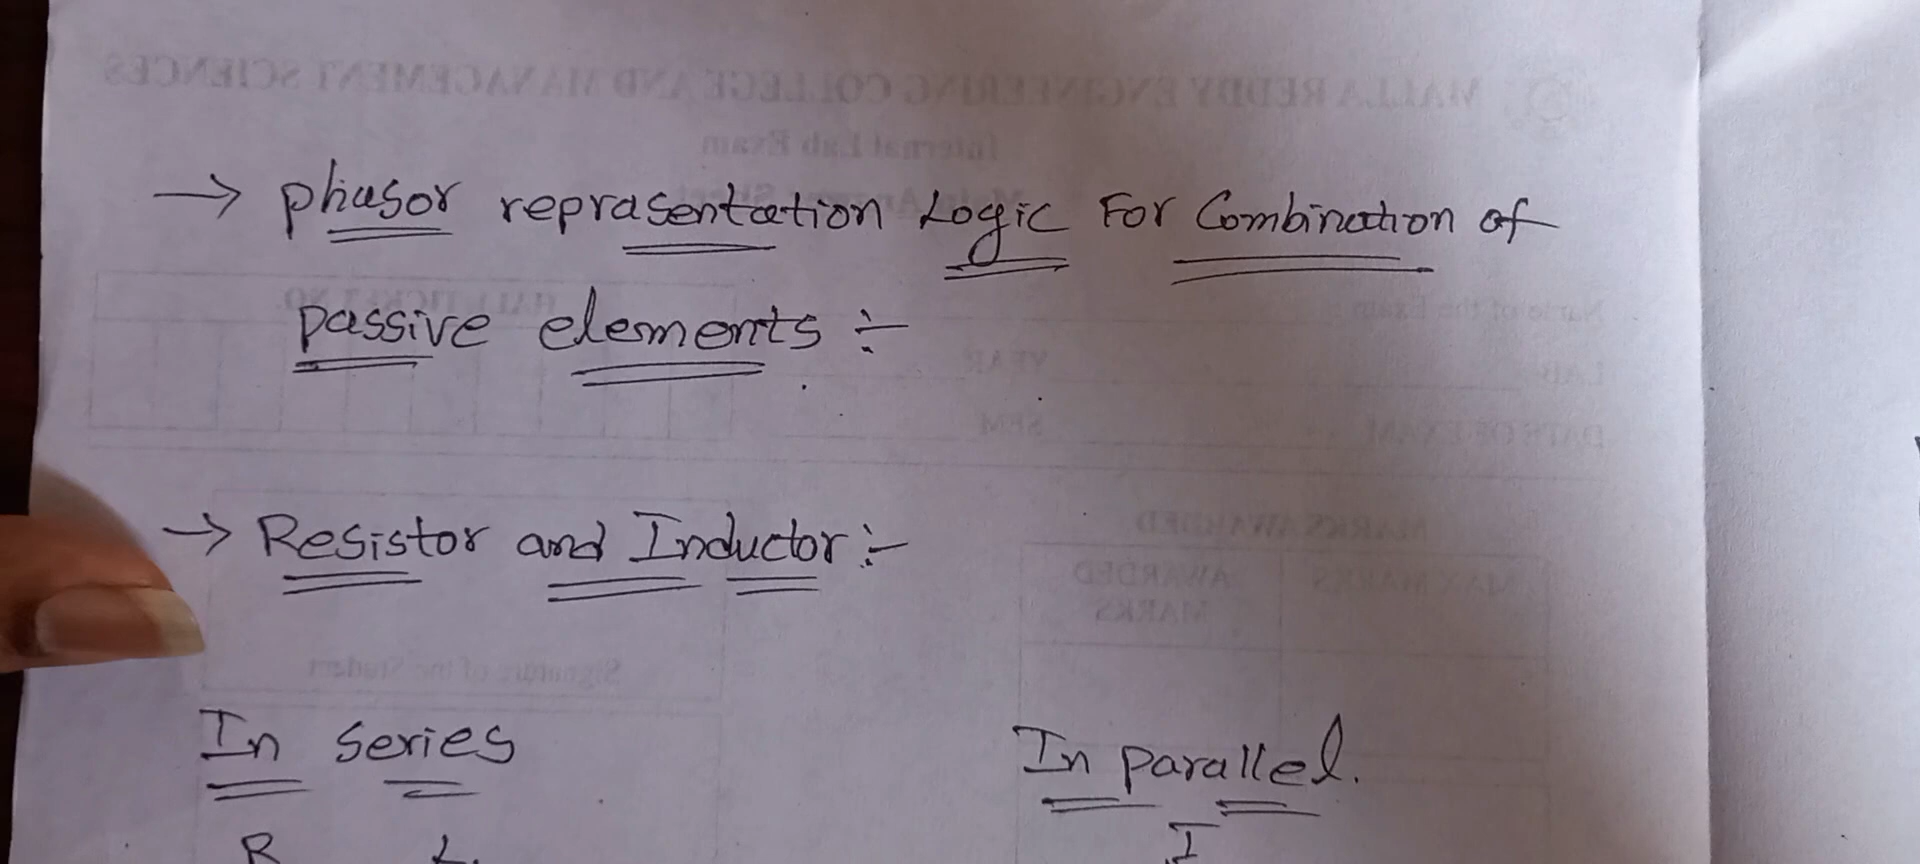 → phasor reprasentation Logic For Combination of
passive elements :-
→ Resistor and Inductor :-
In series
In parallel.
R L.
I